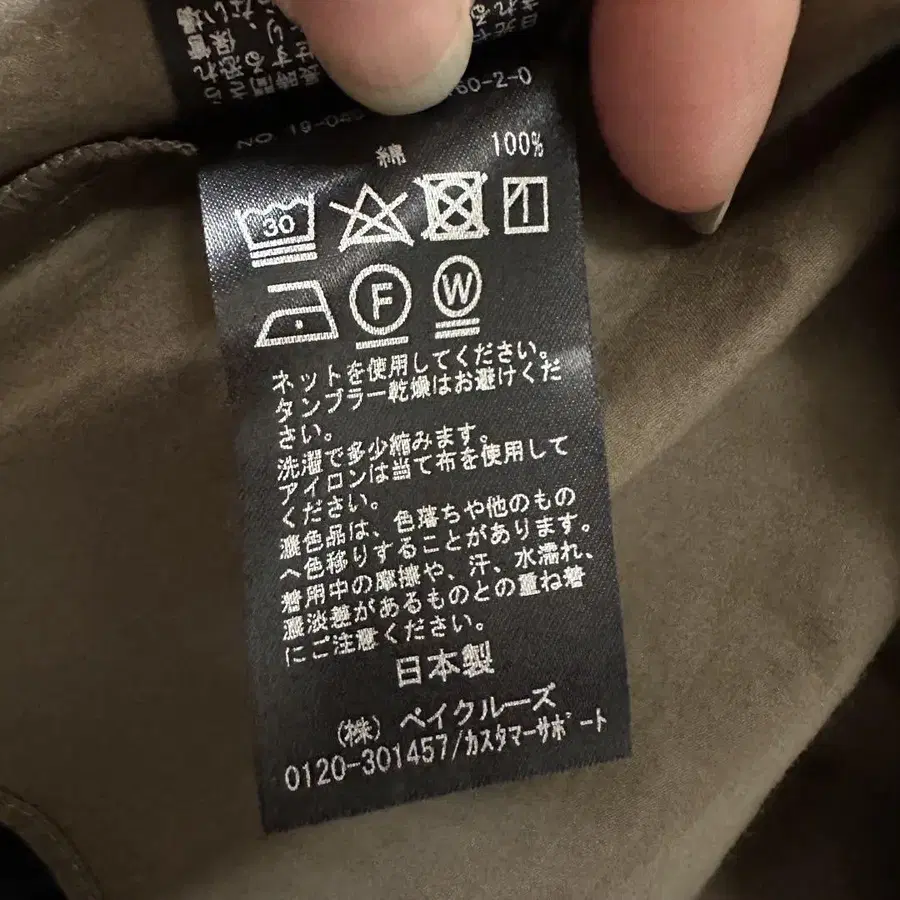 NO 19-04
60-2-0
綿 100%
30
F W
ネットを使用してください。
タンブラー乾燥はお避けくだ
さい。
洗濯で多少縮みます。
アイロンは当て布を使用して
ください。
濃色品は、色落ちや他のもの
へ色移りすることがあります。
着用中の摩擦や、汗、水濡れ、
濃淡差があるものとの重ね着
にご注意ください。
日本製
(株) ベイクルーズ
0120-301457/カスタマーサポート